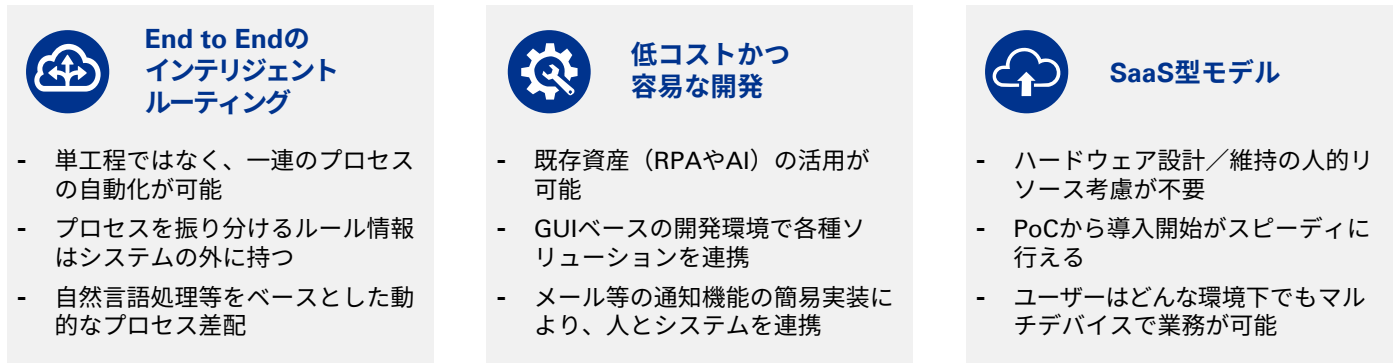 End to Endの
インテリジェント
ルーティング
- 単工程ではなく、一連のプロセス
の自動化が可能
- プロセスを振り分けるルール情報
はシステムの外に持つ
- 自然言語処理等をベースとした動
的なプロセス差配
低コストかつ
容易な開発
- 既存資産（RPAやAI）の活用が
可能
- GUIベースの開発環境で各種ソ
リューションを連携
- メール等の通知機能の簡易実装に
より、人とシステムを連携
SaaS型モデル
- ハードウェア設計／維持の人的リ
ソース考慮が不要
- PoCから導入開始がスピーディに
行える
- ユーザーはどんな環境下でもマル
チデバイスで業務が可能